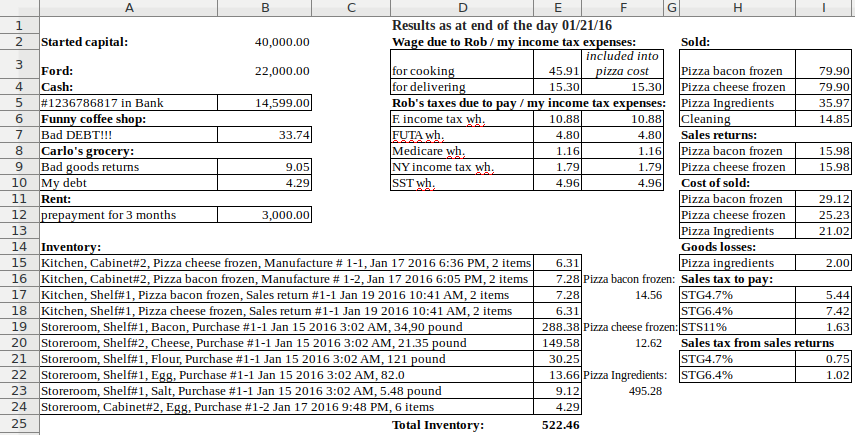 A B C D E F G H I
1 Results as at end of the day 01/21/16
2 Started capital: 40,000.00 Wage due to Rob / my income tax expenses: Sold:
3 Ford: 22,000.00 for cooking 45.91 included into pizza cost Pizza bacon frozen 79.90
4 Cash: for delivering 15.30 15.30 Pizza cheese frozen 79.90
5 #1236786817 in Bank 14,599.00 Rob's taxes due to pay / my income tax expenses: Pizza Ingredients 35.97
6 Funny coffee shop: F. income tax wh. 10.88 10.88 Cleaning 14.85
7 Bad DEBT!!! 33.74 FUTA wh. 4.80 4.80 Sales returns:
8 Carlo's grocery: Medicare wh. 1.16 1.16 Pizza bacon frozen 15.98
9 Bad goods returns 9.05 NY income tax wh. 1.79 1.79 Pizza cheese frozen 15.98
10 My debt 4.29 SST wh. 4.96 4.96 Cost of sold:
11 Rent: Pizza bacon frozen 29.12
12 prepayment for 3 months 3,000.00 Pizza cheese frozen 25.23
13 Pizza Ingredients 21.02
14 Inventory: Goods losses:
15 Kitchen, Cabinet#2, Pizza cheese frozen, Manufacture # 1-1, Jan 17 2016 6:36 PM, 2 items 6.31 Pizza ingredients 2.00
16 Kitchen, Cabinet#2, Pizza bacon frozen, Manufacture # 1-2, Jan 17 2016 6:05 PM, 2 items 7.28 Pizza bacon frozen: Sales tax to pay:
17 Kitchen, Shelf#1, Pizza bacon frozen, Sales return #1-1 Jan 19 2016 10:41 AM, 2 items 7.28 14.56 STG4.7% 5.44
18 Kitchen, Shelf#1, Pizza cheese frozen, Sales return #1-1 Jan 19 2016 10:41 AM, 2 items 6.31 STG6.4% 7.42
19 Storeroom, Shelf#1, Bacon, Purchase #1-1 Jan 15 2016 3:02 AM, 34,90 pound 288.38 Pizza cheese frozen: STS11% 1.63
20 Storeroom, Shelf#2, Cheese, Purchase #1-1 Jan 15 2016 3:02 AM, 21.35 pound 149.58 12.62 Sales tax from sales returns
21 Storeroom, Shelf#1, Flour, Purchase #1-1 Jan 15 2016 3:02 AM, 121 pound 30.25 STG4.7% 0.75
22 Storeroom, Shelf#1, Egg, Purchase #1-1 Jan 15 2016 3:02 AM, 82.0 13.66 Pizza Ingredients: STG6.4% 1.02
23 Storeroom, Shelf#1, Salt, Purchase #1-1 Jan 15 2016 3:02 AM, 5.48 pound 9.12 495.28
24 Storeroom, Cabinet#2, Egg, Purchase #1-2 Jan 17 2016 9:48 PM, 6 items 4.29
25 Total Inventory: 522.46